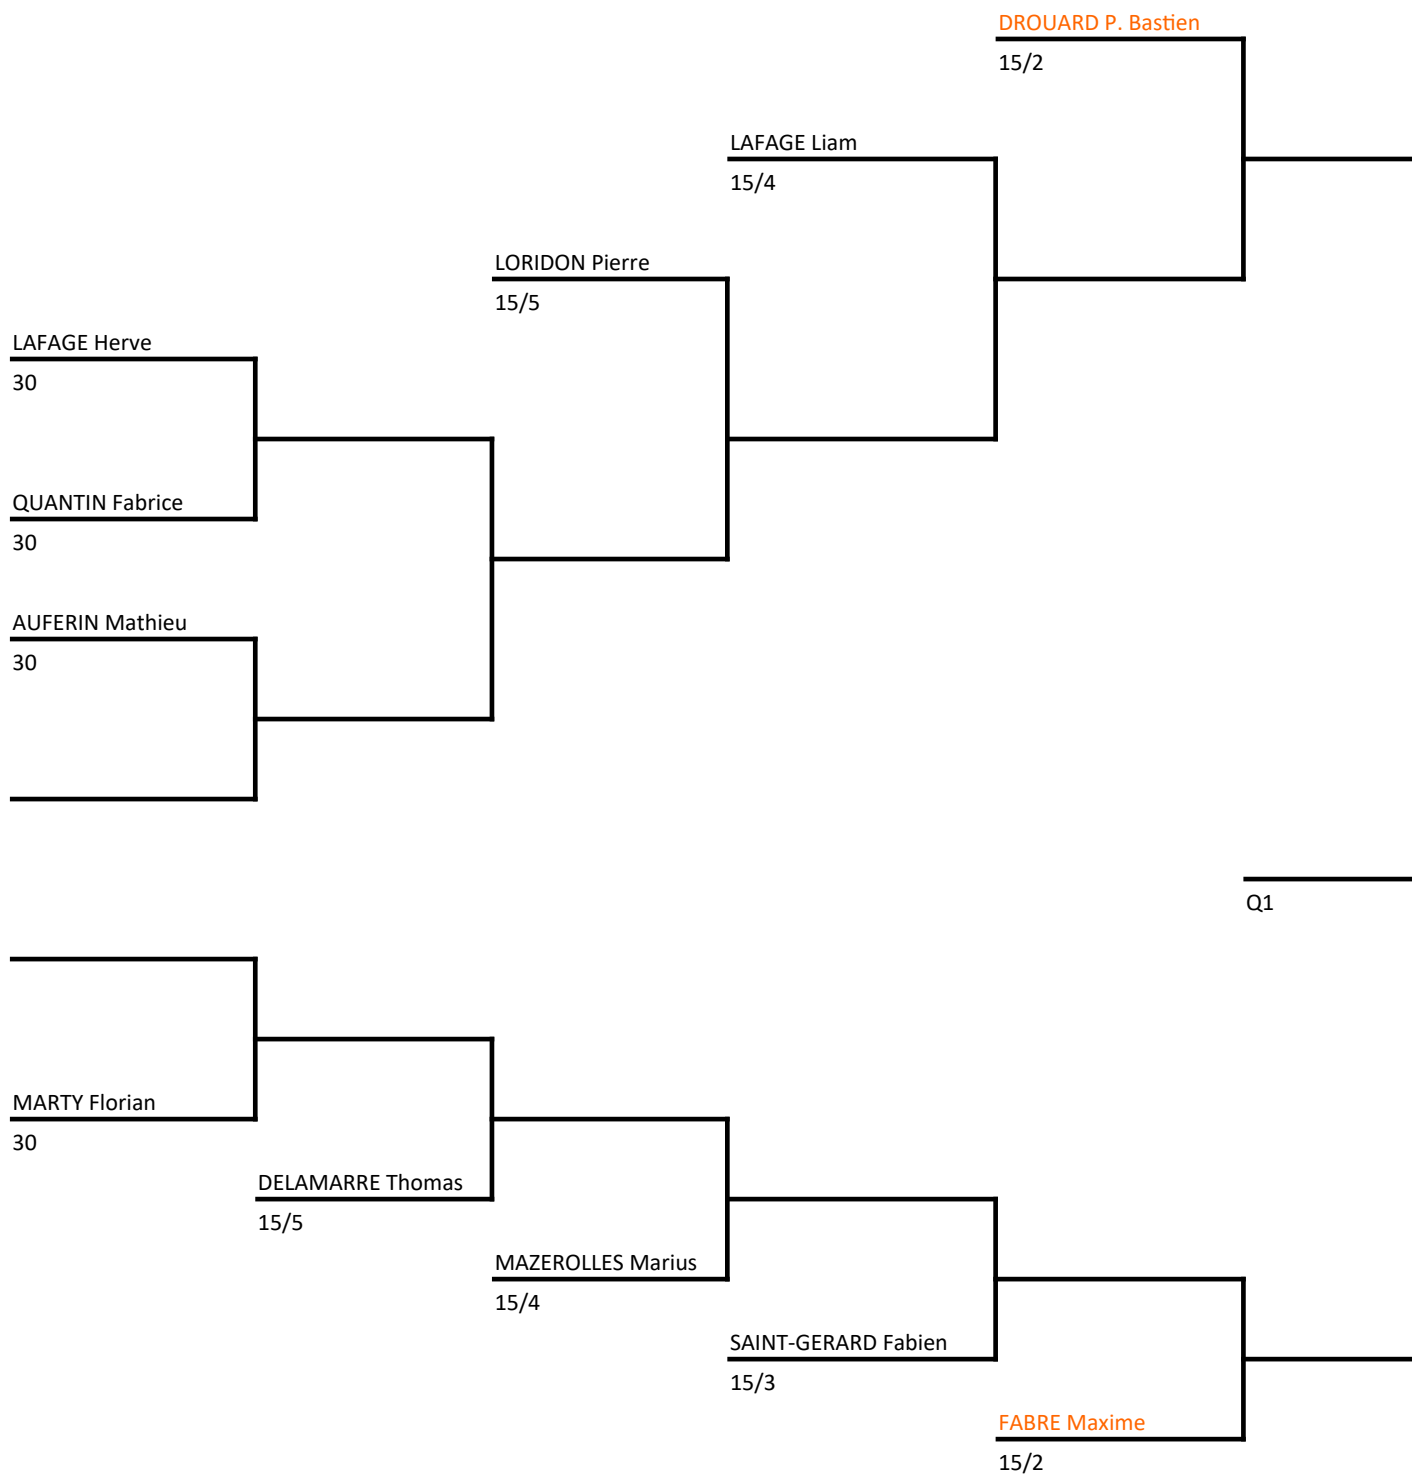 DROUARD P. Bastien
15/2
LAFAGE Liam
15/4
LORIDON Pierre
15/5
LAFAGE Herve
30
QUANTIN Fabrice
30
AUFERIN Mathieu
30
Q1
MARTY Florian
30
DELAMARRE Thomas
15/5
MAZEROLLES Marius
15/4
SAINT-GERARD Fabien
15/3
FABRE Maxime
15/2